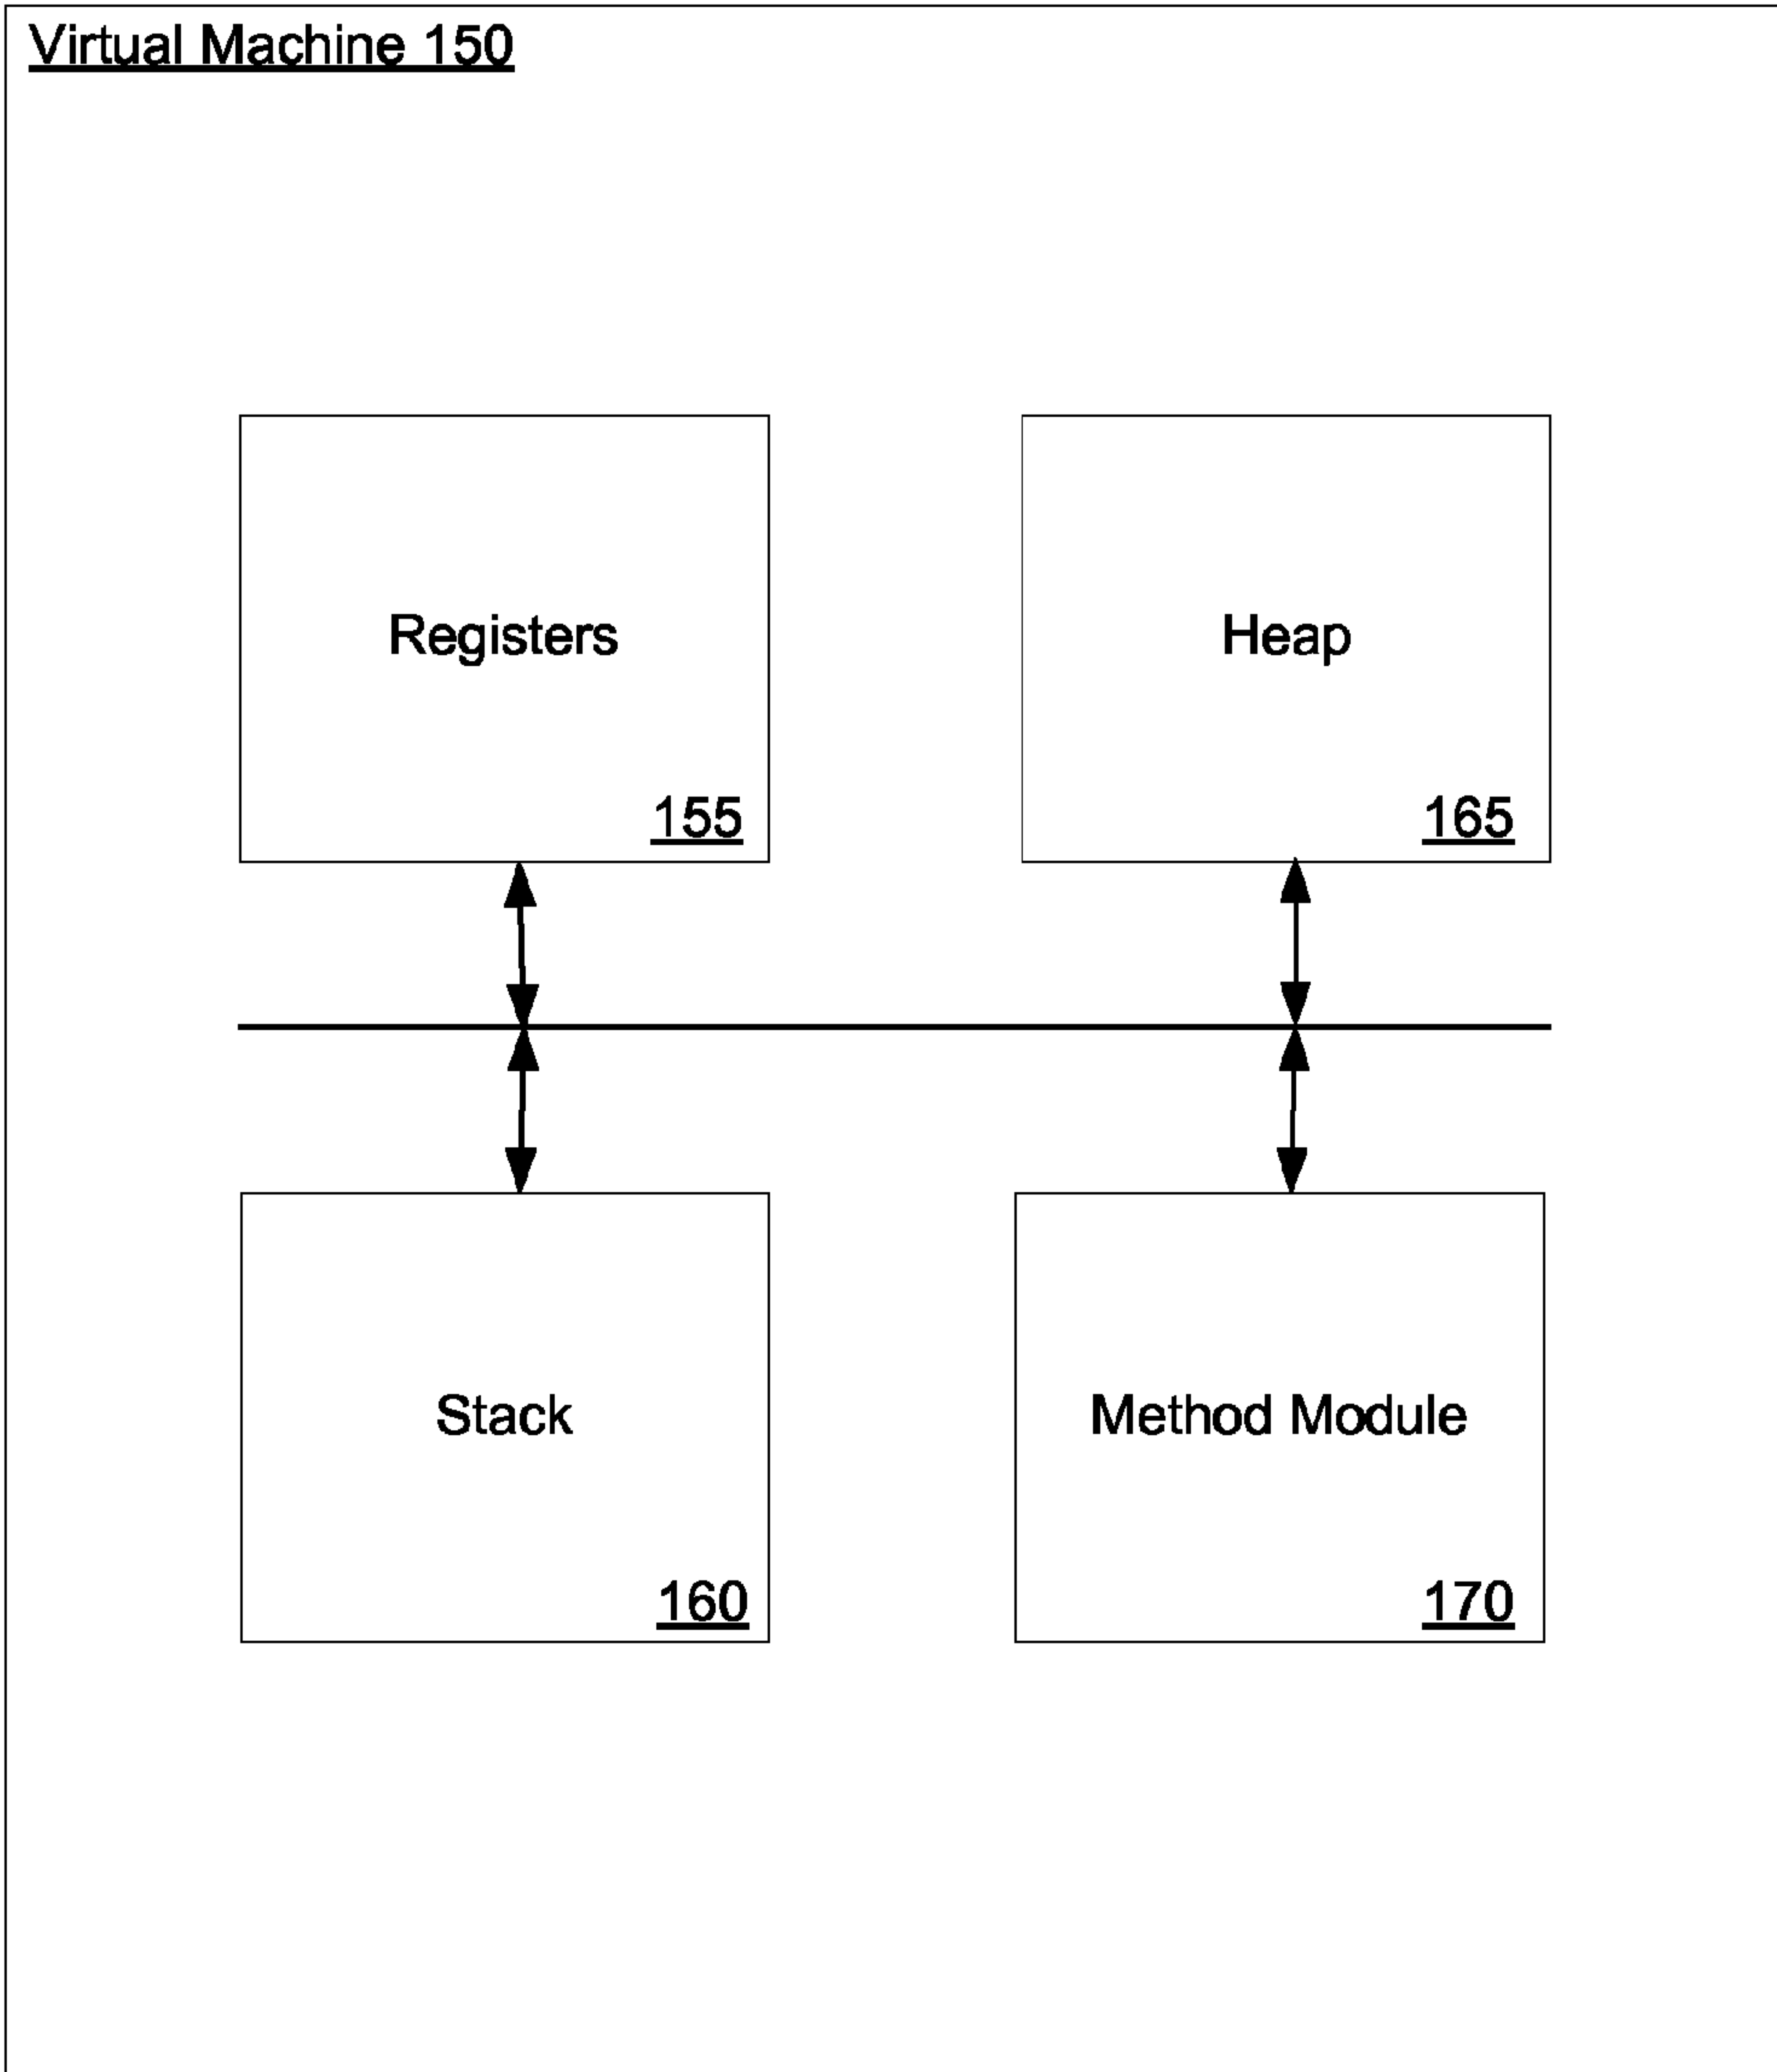 Virtual Machine 150
Registers
155
Heap
165
Stack
160
Method Module
170